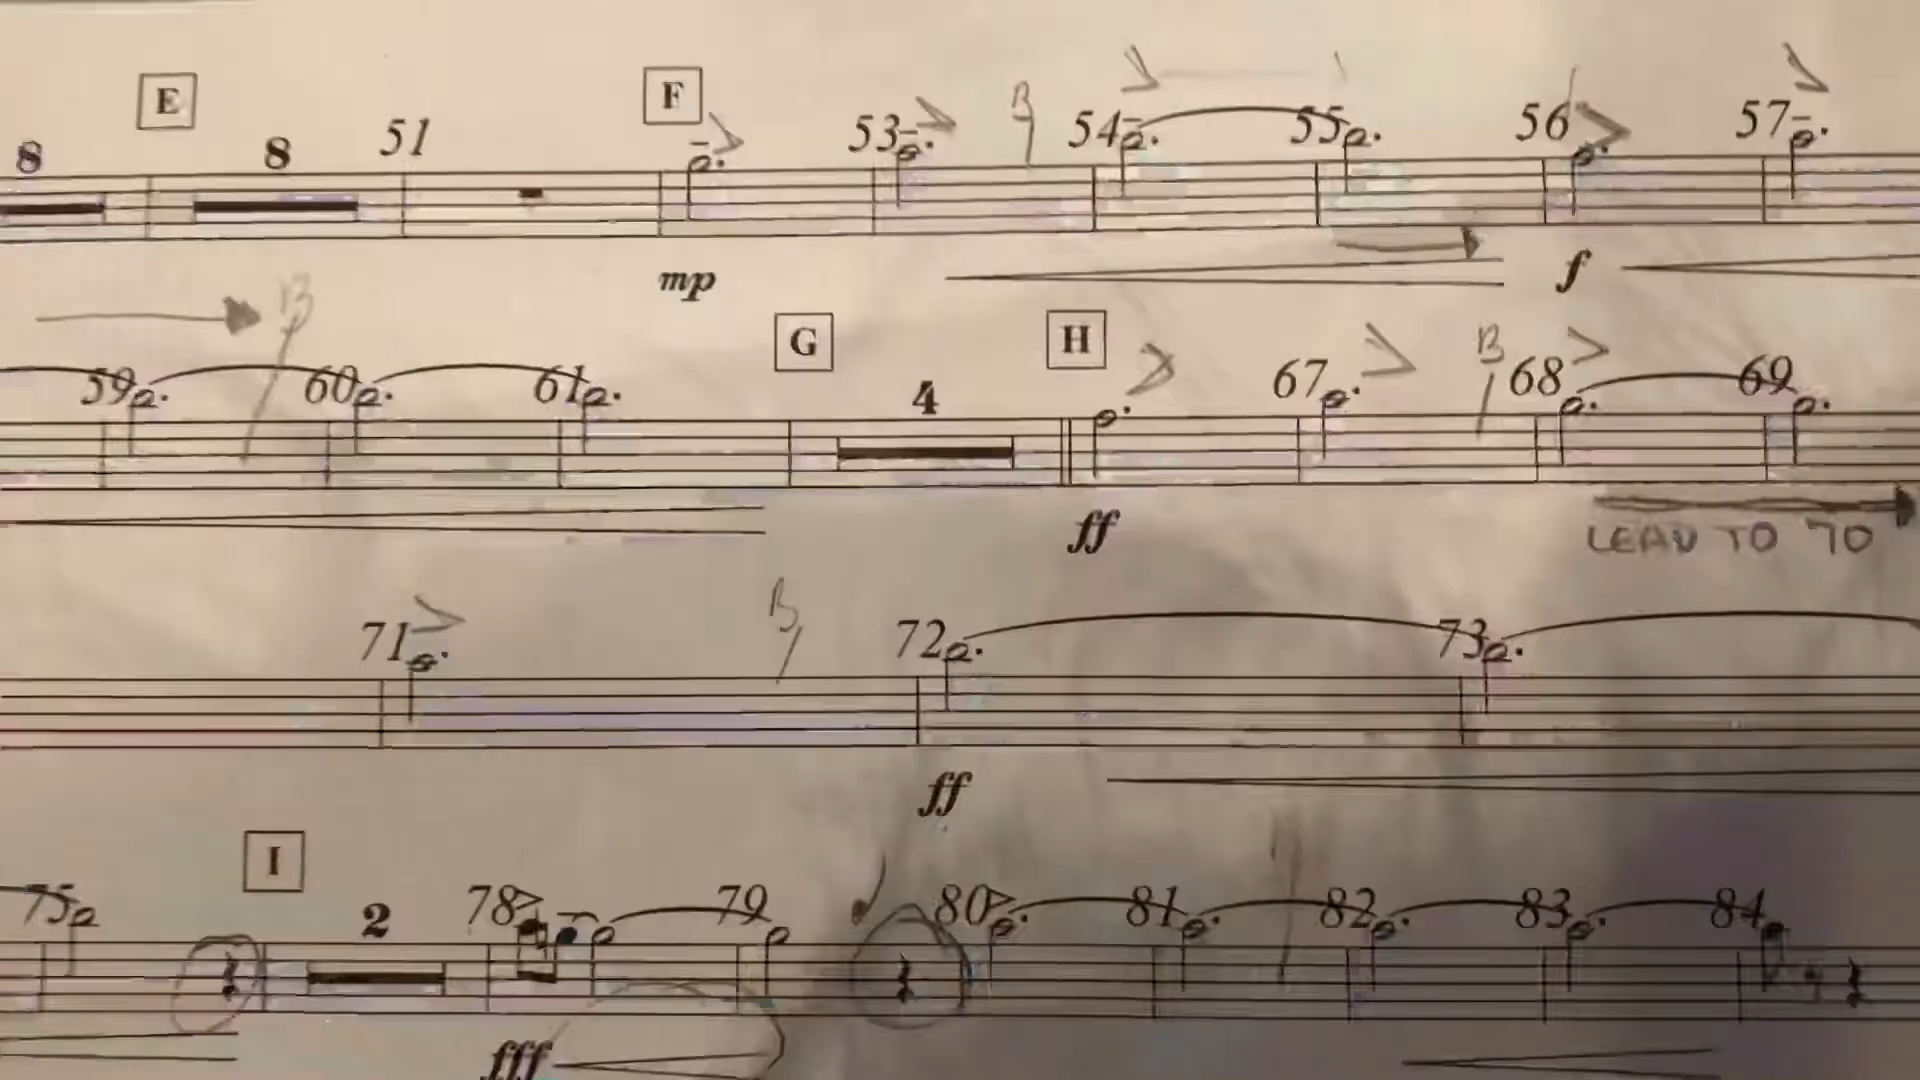 E F
8 8 51 53 B 54 55 56 57
mp f
B G H
59 60 61 4 67 B 68 69
ff LEAD TO 70
71 B 72 73
ff
I
75 2 78 79 80 81 82 83 84
fff